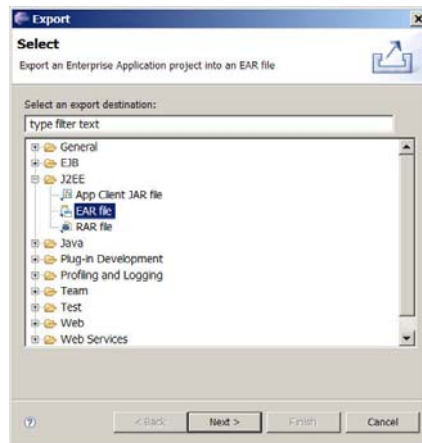 Export
Select
Export an Enterprise Application project into an EAR file
Select an export destination:
type filter text
General
EJB
J2EE
App Client JAR file
EAR file
RAR file
Java
Plug-in Development
Profiling and Logging
Team
Test
Web
Web Services
< Back
Next >
Finish
Cancel